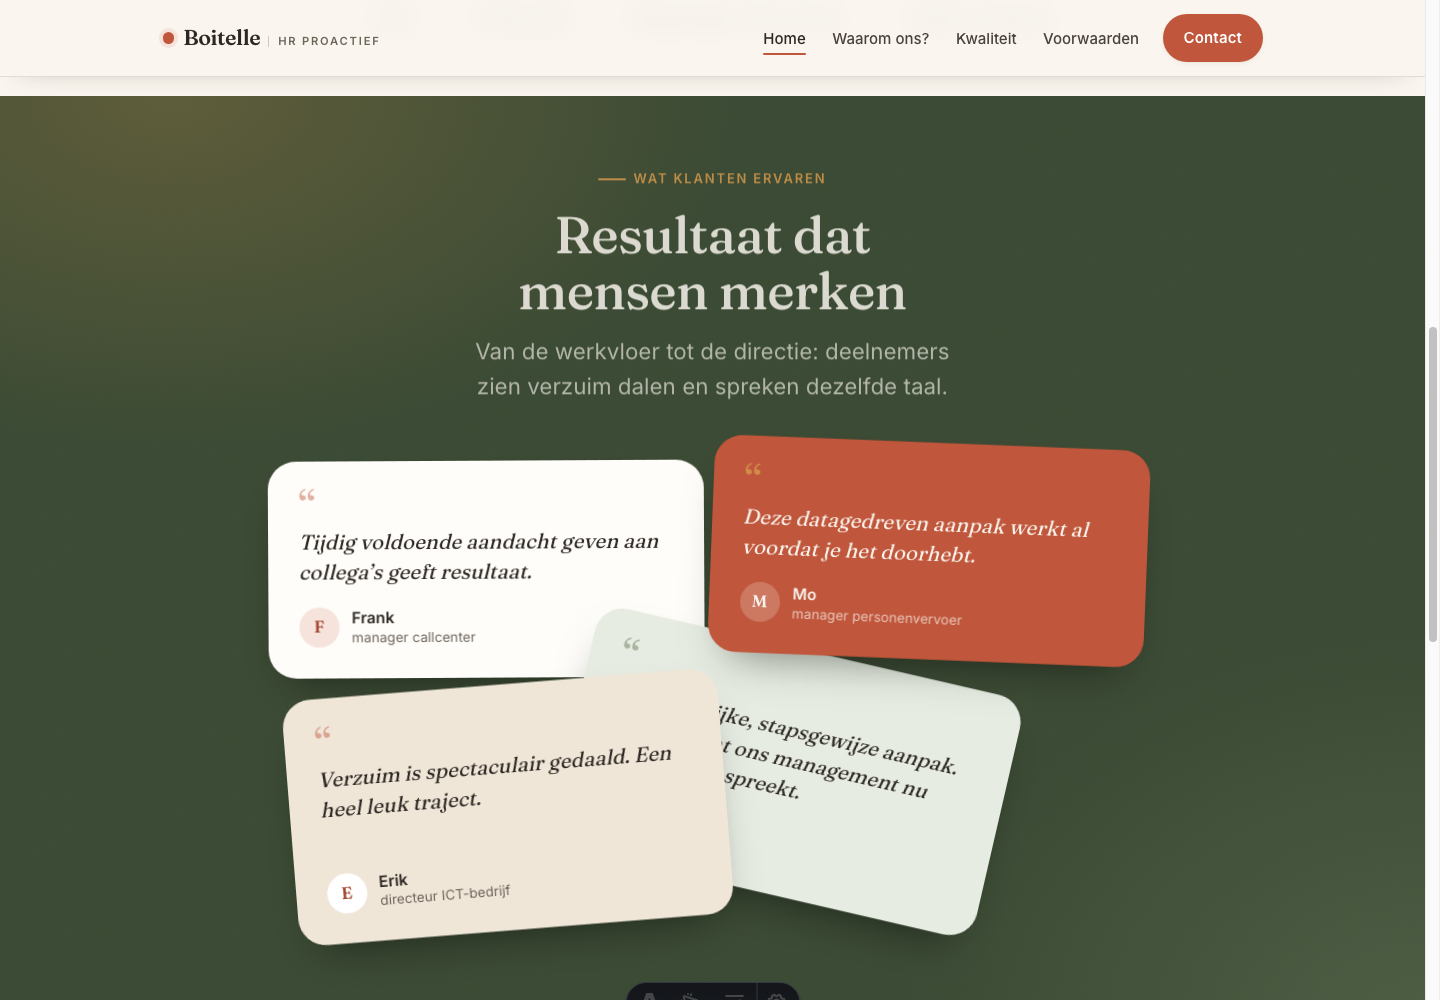 Boitelle | HR PROACTIEF
Home
Waarom ons?
Kwaliteit
Voorwaarden
Contact
WAT KLANTEN ERVAREN
Resultaat dat
mensen merken
Van de werkvloer tot de directie: deelnemers
zien verzuim dalen en spreken dezelfde taal.
“
Tijdig voldoende aandacht geven aan
collega’s geeft resultaat.
F
Frank
manager callcenter
“
Deze datagedreven aanpak werkt al
voordat je het doorhebt.
M
Mo
manager personenvervoer
“
Verzuim is spectaculair gedaald. Een
heel leuk traject.
E
Erik
directeur ICT-bedrijf
“
stapsgewijze aanpak.
ons management nu
spreekt.